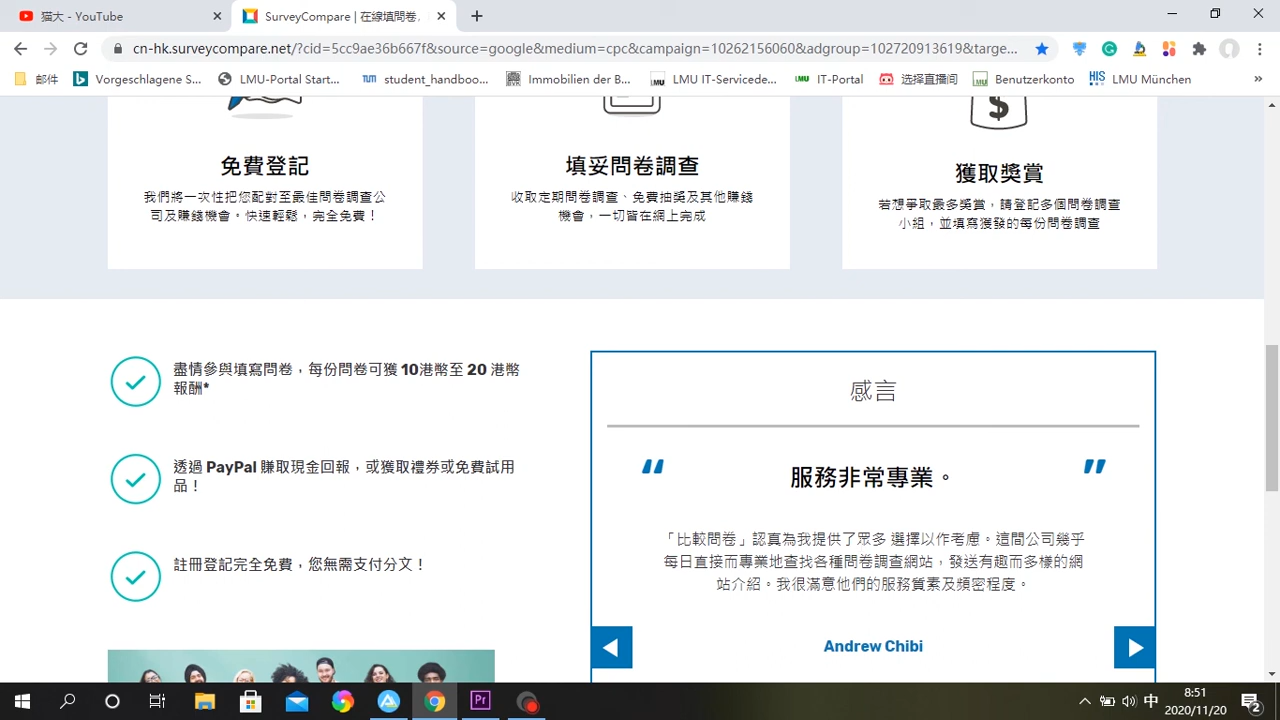 猫大 - YouTube
SurveyCompare | 在線填問卷,
cn-hk.surveycompare.net/?cid=5cc9ae36b667f&source=google&medium=cpc&campaign=10262156060&adgroup=102720913619&targe...
邮件
Vorgeschlagene S...
LMU-Portal Start...
TUM
student_handboo...
Immobilien der B...
LMU
LMU IT-Servicede...
LMU
IT-Portal
选择直播间
LMU
Benutzerkonto
HIS
LMU München
»
$
免費登記
我們將一次性把您配對至最佳問卷調查公
司及賺錢機會。快速輕鬆，完全免費！
填妥問卷調查
收取定期問卷調查、免費抽獎及其他賺錢
機會，一切皆在網上完成
獲取獎賞
若想爭取最多獎賞，請登記多個問卷調查
小組，並填寫獲發的每份問卷調查
盡情參與填寫問卷，每份問卷可獲 10港幣至 20 港幣
報酬*
透過 PayPal 賺取現金回報，或獲取禮券或免費試用
品！
註冊登記完全免費，您無需支付分文！
感言
服務非常專業。
「比較問卷」認真為我提供了眾多 選擇以作考慮。這間公司幾乎
每日直接而專業地查找各種問卷調查網站，發送有趣而多樣的網
站介紹。我很滿意他們的服務質素及頻密程度。
Andrew Chibi
Pr
中
8:51
2020/11/20
2